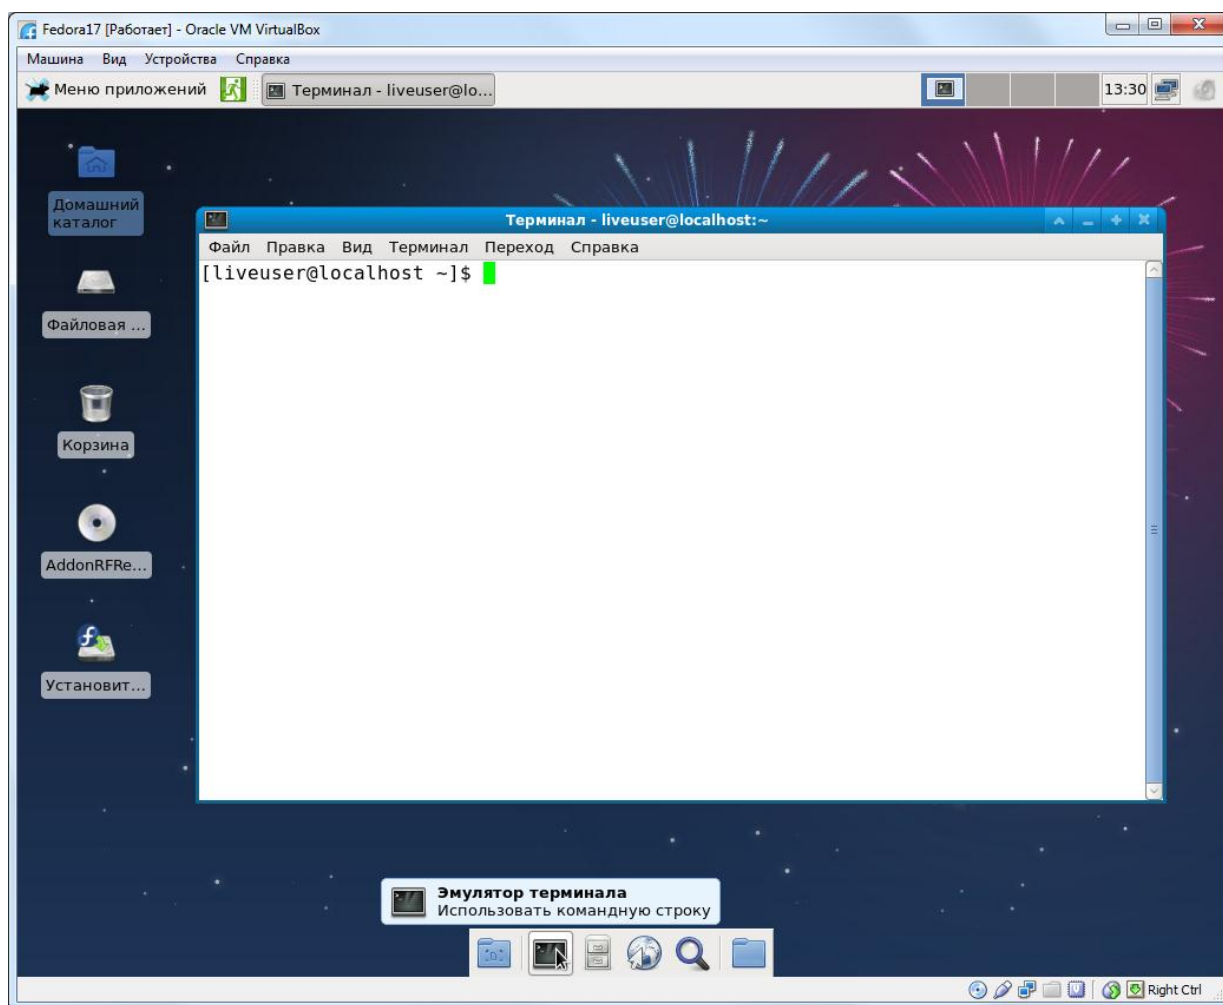 Fedora17 [Работает] - Oracle VM VirtualBox
Машина Вид Устройства Справка
Меню приложений Терминал - liveuser@lo... 13:30
Домашний
каталог
Файловая ...
Корзина
AddonRFRe...
Установит...
Терминал - liveuser@localhost:~
Файл Правка Вид Терминал Переход Справка
[liveuser@localhost ~]$
Эмулятор терминала
Использовать командную строку
Right Ctrl